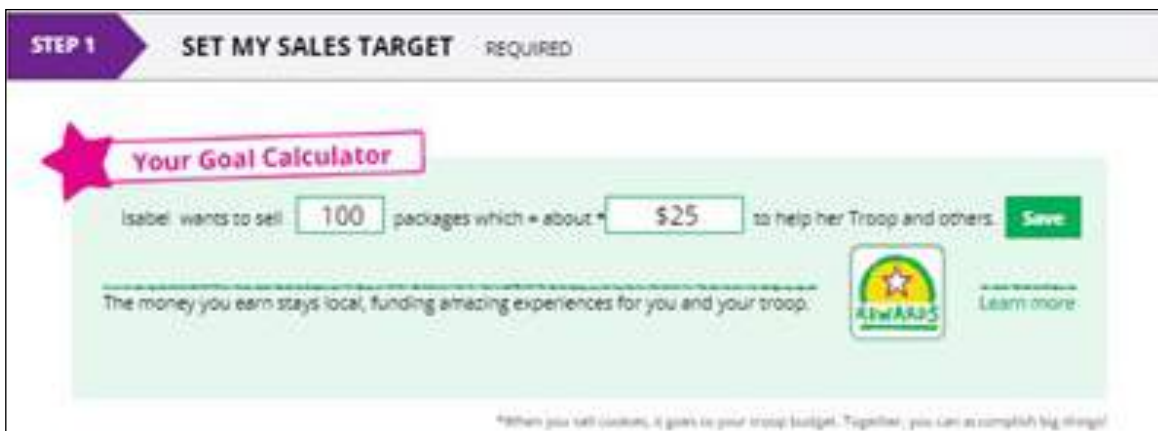 STEP 1 SET MY SALES TARGET REQUIRED
Your Goal Calculator
Isabel wants to sell 100 packages which = about * $25 to help her Troop and others. Save
The money you earn stays local, funding amazing experiences for you and your troop. REWARDS Learn more
*When you sell cookies, it goes to your troop budget. Together, you can accomplish big things!